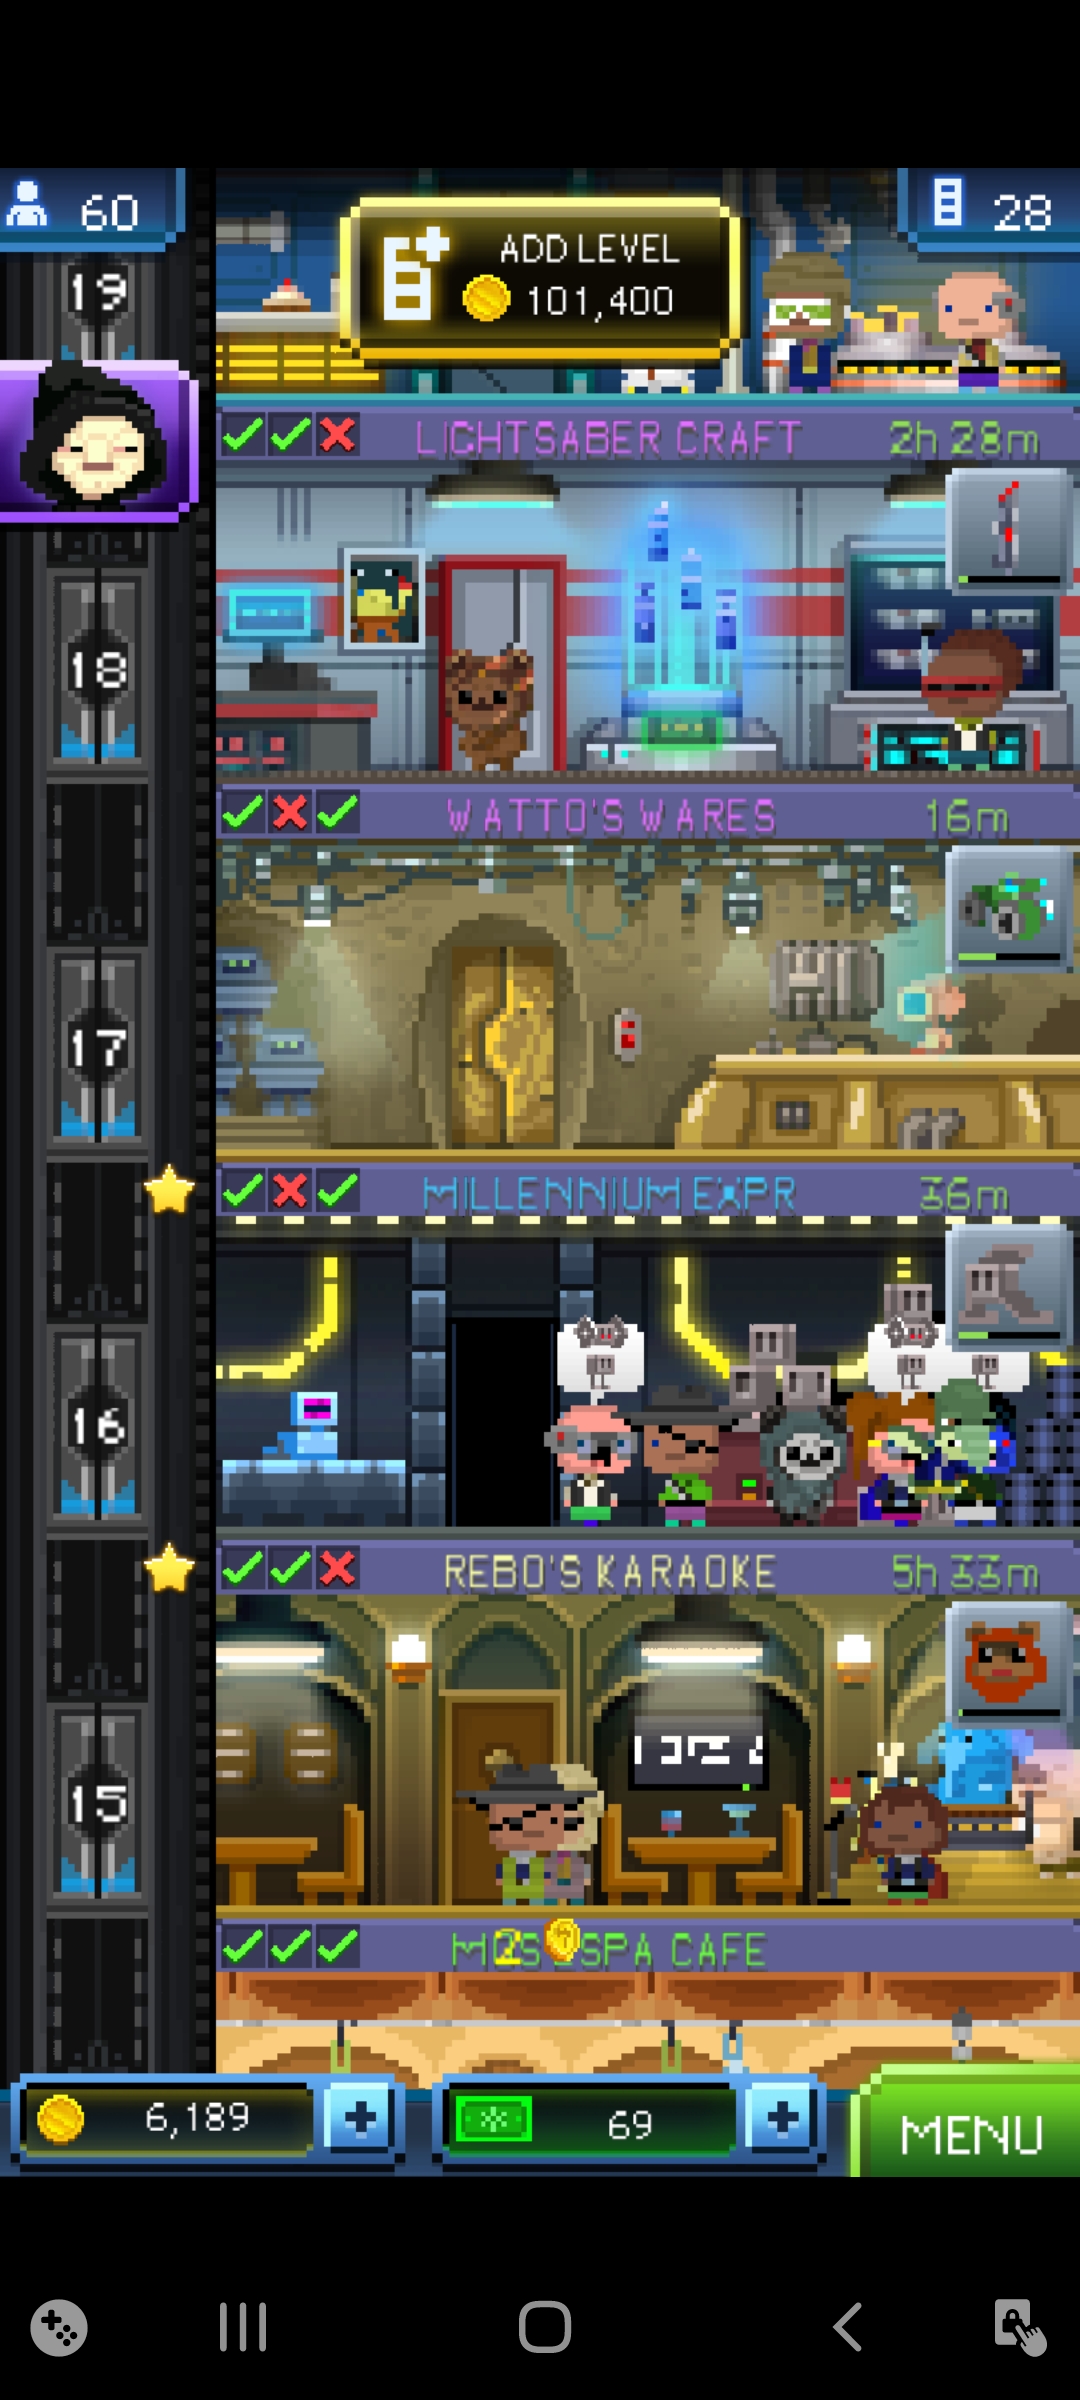 60
ADD LEVEL
101,400
28
19
LIGHTSABER CRAFT 2h 28m
18
WATTO'S WARES 16m
17
MILLENNIUM EXPR 36m
16
REBO'S KARAOKE 5h 33m
15
2
SPA CAFE
6,189
69
MENU